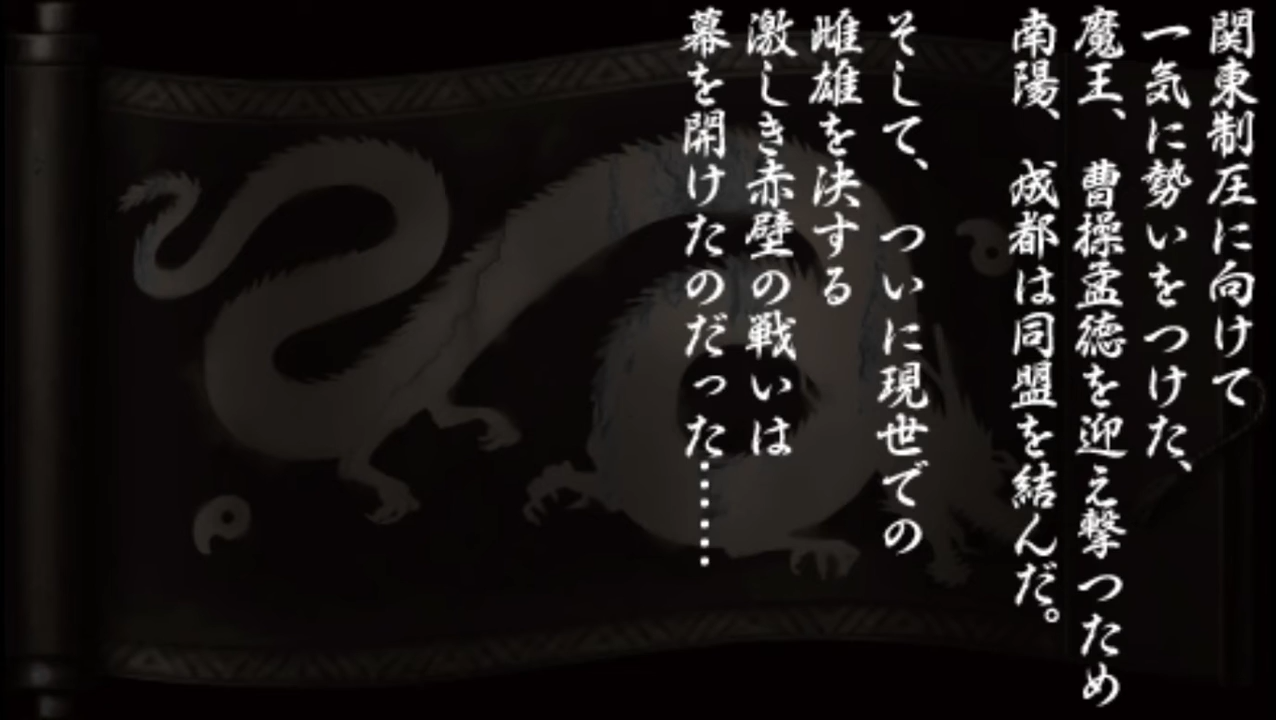 関東制圧に向けて
一気に勢いをつけた、
魔王、曹操孟徳を迎え撃つため
南陽、成都は同盟を結んだ。
そして、ついに現世での
雌雄を決する
激しき赤壁の戦いは
幕を開けたのだった……